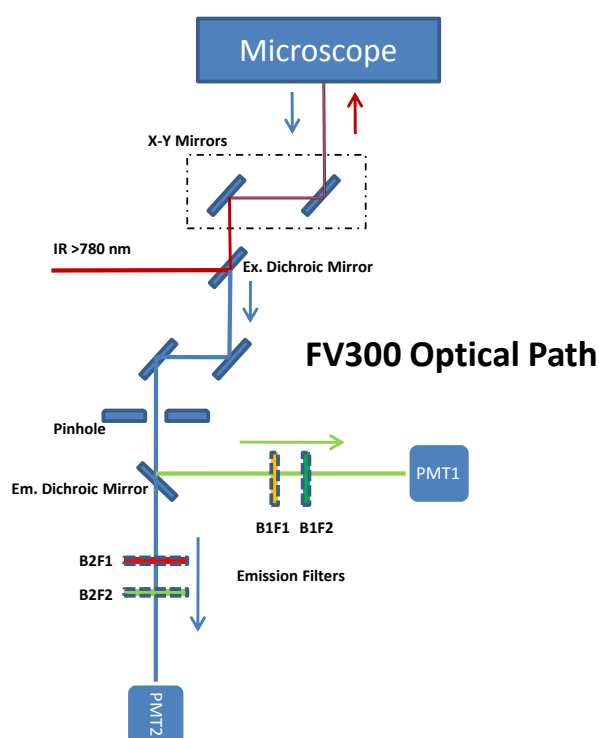 Microscope
X-Y Mirrors
IR >780 nm
Ex. Dichroic Mirror
FV300 Optical Path
Pinhole
Em. Dichroic Mirror
PMT1
B1F1
B1F2
B2F1
Emission Filters
B2F2
PMT2